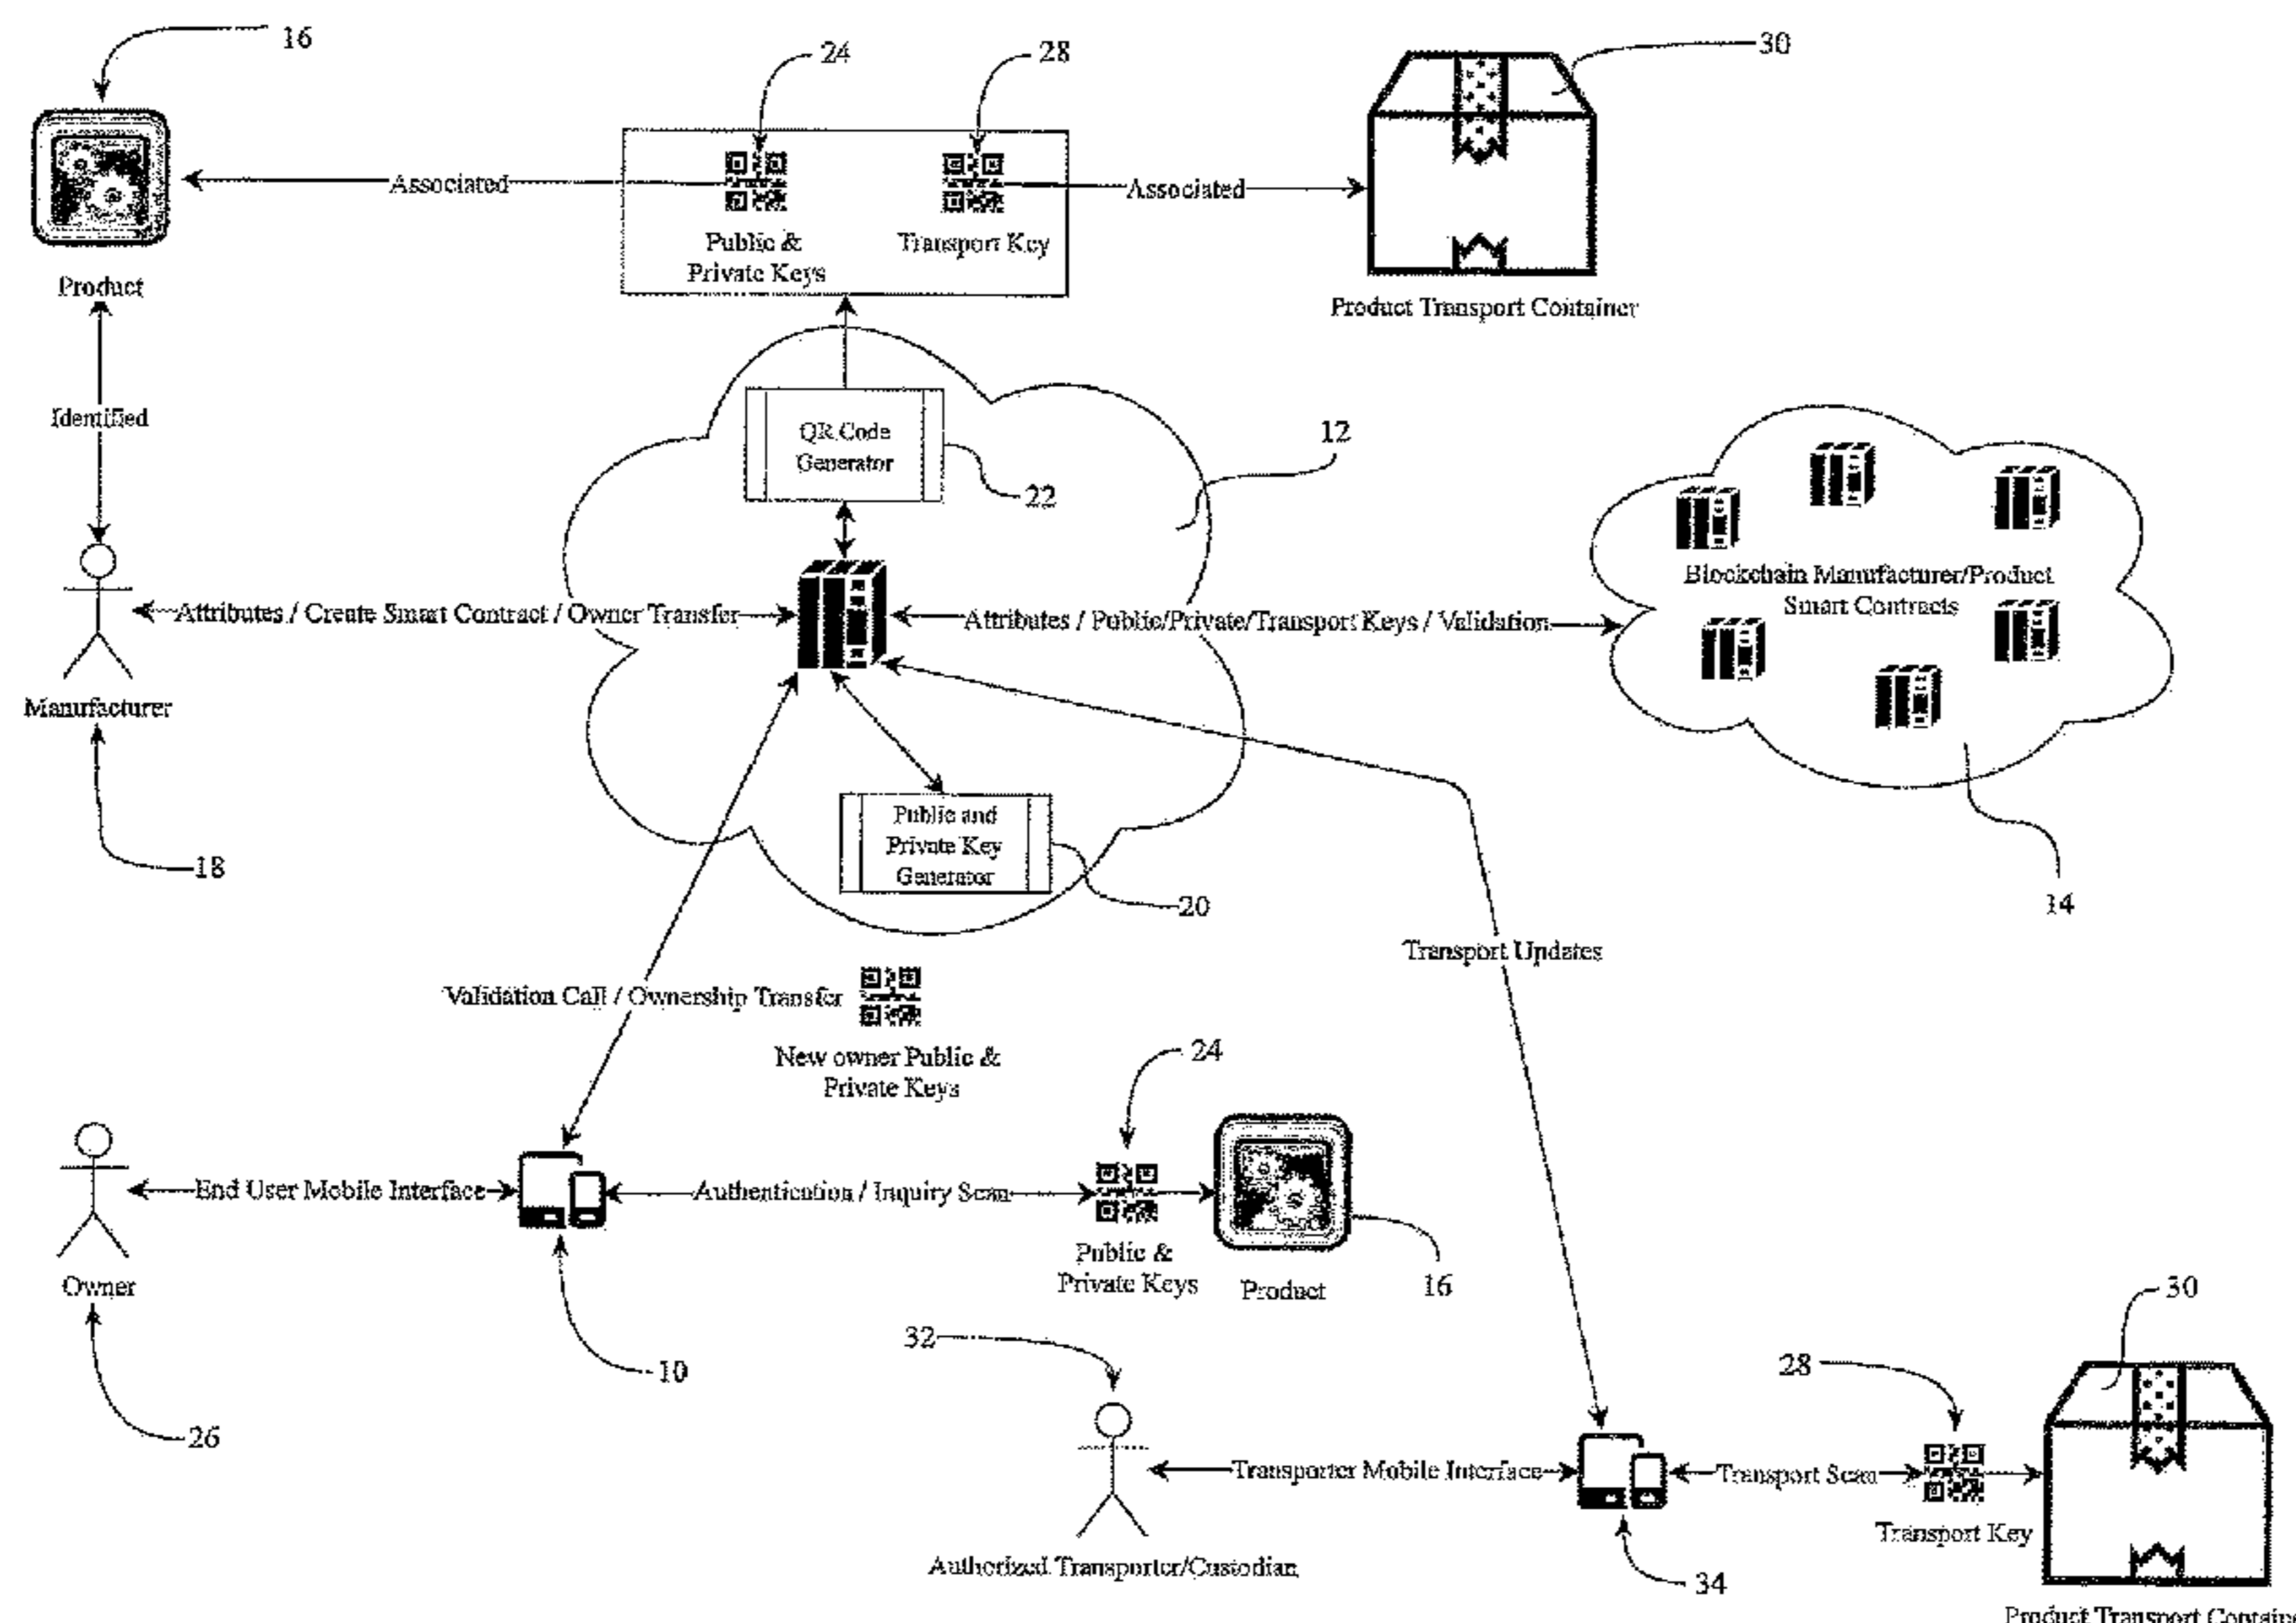 16
24
28
30
Associated
Associated
Public &
Private Keys
Transport Key
Product
Product Transport Container
Identified
QR Code
Generator
12
22
Blockchain Manufacturer/Product
Smart Contracts
Attributes / Create Smart Contract / Owner Transfer
Attributes / Public/Private/Transport Keys / Validation
Manufacturer
Public and
Private Key
Generator
18
20
14
Transport Updates
Validation Call / Ownership Transfer
New owner Public &
Private Keys
24
End User Mobile Interface
Authentication / Inquiry Scan
Public &
Private Keys
Product
16
Owner
30
32
28
10
26
Transporter Mobile Interface
Transport Scan
Transport Key
Authorized Transporter/Custodian
34
Product Transport